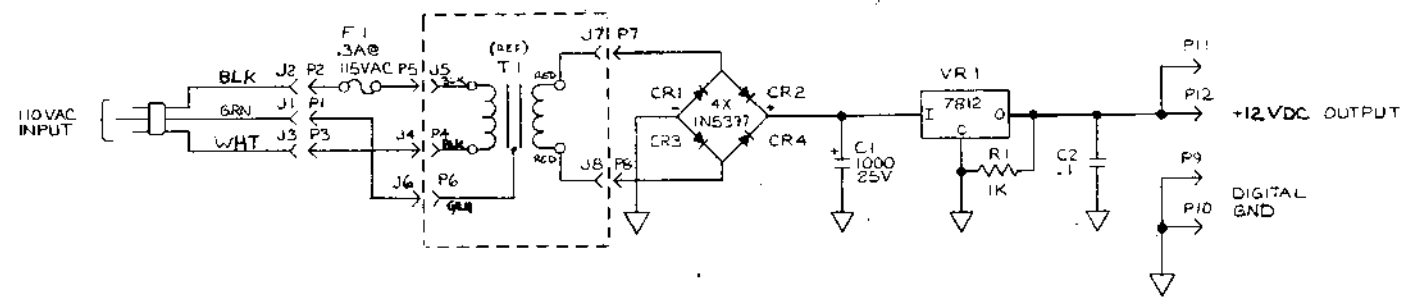 F1
.3A@
115VAC
BLK
J2
P2
P5
J5
BLK
GRN
J1
P1
110VAC
INPUT
WHT
J3
P3
J4
P4
BLK
J6
P6
GRN
(REF)
T1
RED
RED
J7
P7
J8
P8
CR1
-
4X
1N5397
+
CR2
CR3
CR4
+
C1
1000
25V
VR1
I
7812
O
C
R1
1K
C2
.1
P11
P12
+12VDC OUTPUT
P9
P10
DIGITAL
GND